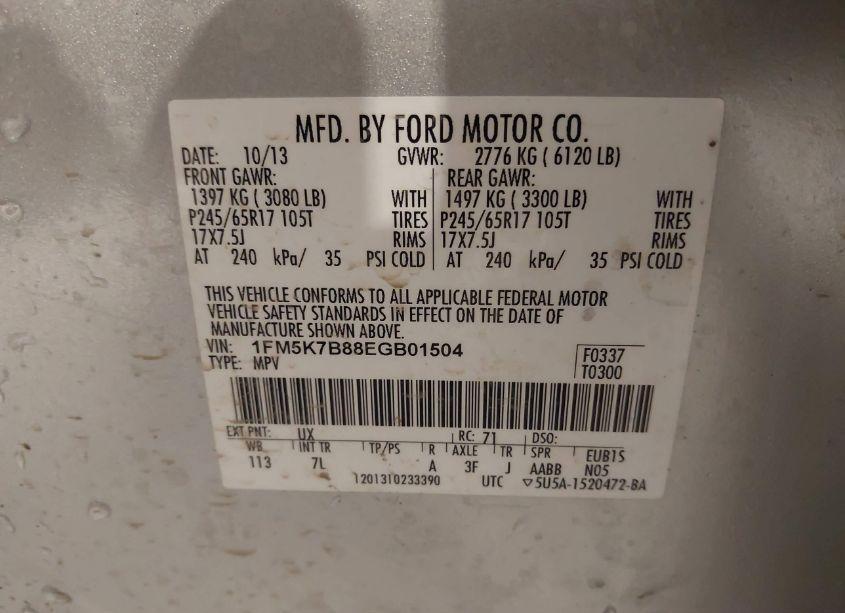 MFD. BY FORD MOTOR CO.
DATE: 10/13 GVWR: 2776 KG ( 6120 LB)
FRONT GAWR: REAR GAWR:
1397 KG ( 3080 LB) WITH 1497 KG ( 3300 LB) WITH
P245/65R17 105T TIRES P245/65R17 105T TIRES
17X7.5J RIMS 17X7.5J RIMS
AT 240 kPa/ 35 PSI COLD AT 240 kPa/ 35 PSI COLD
THIS VEHICLE CONFORMS TO ALL APPLICABLE FEDERAL MOTOR
VEHICLE SAFETY STANDARDS IN EFFECT ON THE DATE OF
MANUFACTURE SHOWN ABOVE.
VIN: 1FM5K7B88EGB01504 F0337
TYPE: MPV T0300
EXT PNT: UX RC: 71 DSO:
WB INT TR TP/PS R AXLE TR SPR EUB1S
113 7L A 3F J AABB N05
1201310233390 UTC ▽5U5A-1520472-BA